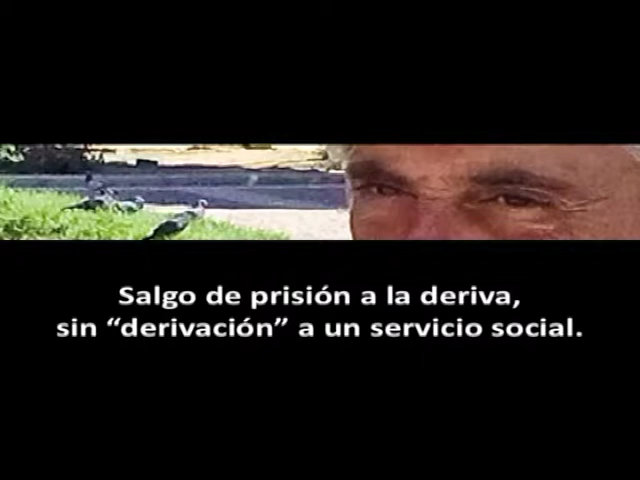 Salgo de prisión a la deriva,
sin “derivación” a un servicio social.